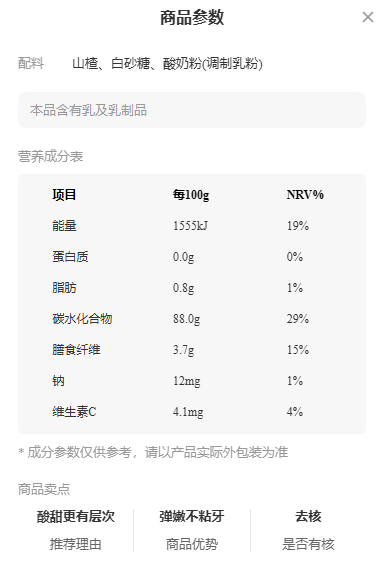 商品参数
配料 山楂、白砂糖、酸奶粉(调制乳粉)
本品含有乳及乳制品
营养成分表
项目 每100g NRV%
能量 1555kJ 19%
蛋白质 0.0g 0%
脂肪 0.8g 1%
碳水化合物 88.0g 29%
膳食纤维 3.7g 15%
钠 12mg 1%
维生素C 4.1mg 4%
* 成分参数仅供参考，请以产品实际外包装为准
商品卖点
酸甜更有层次 弹嫩不粘牙 去核
推荐理由 商品优势 是否有核